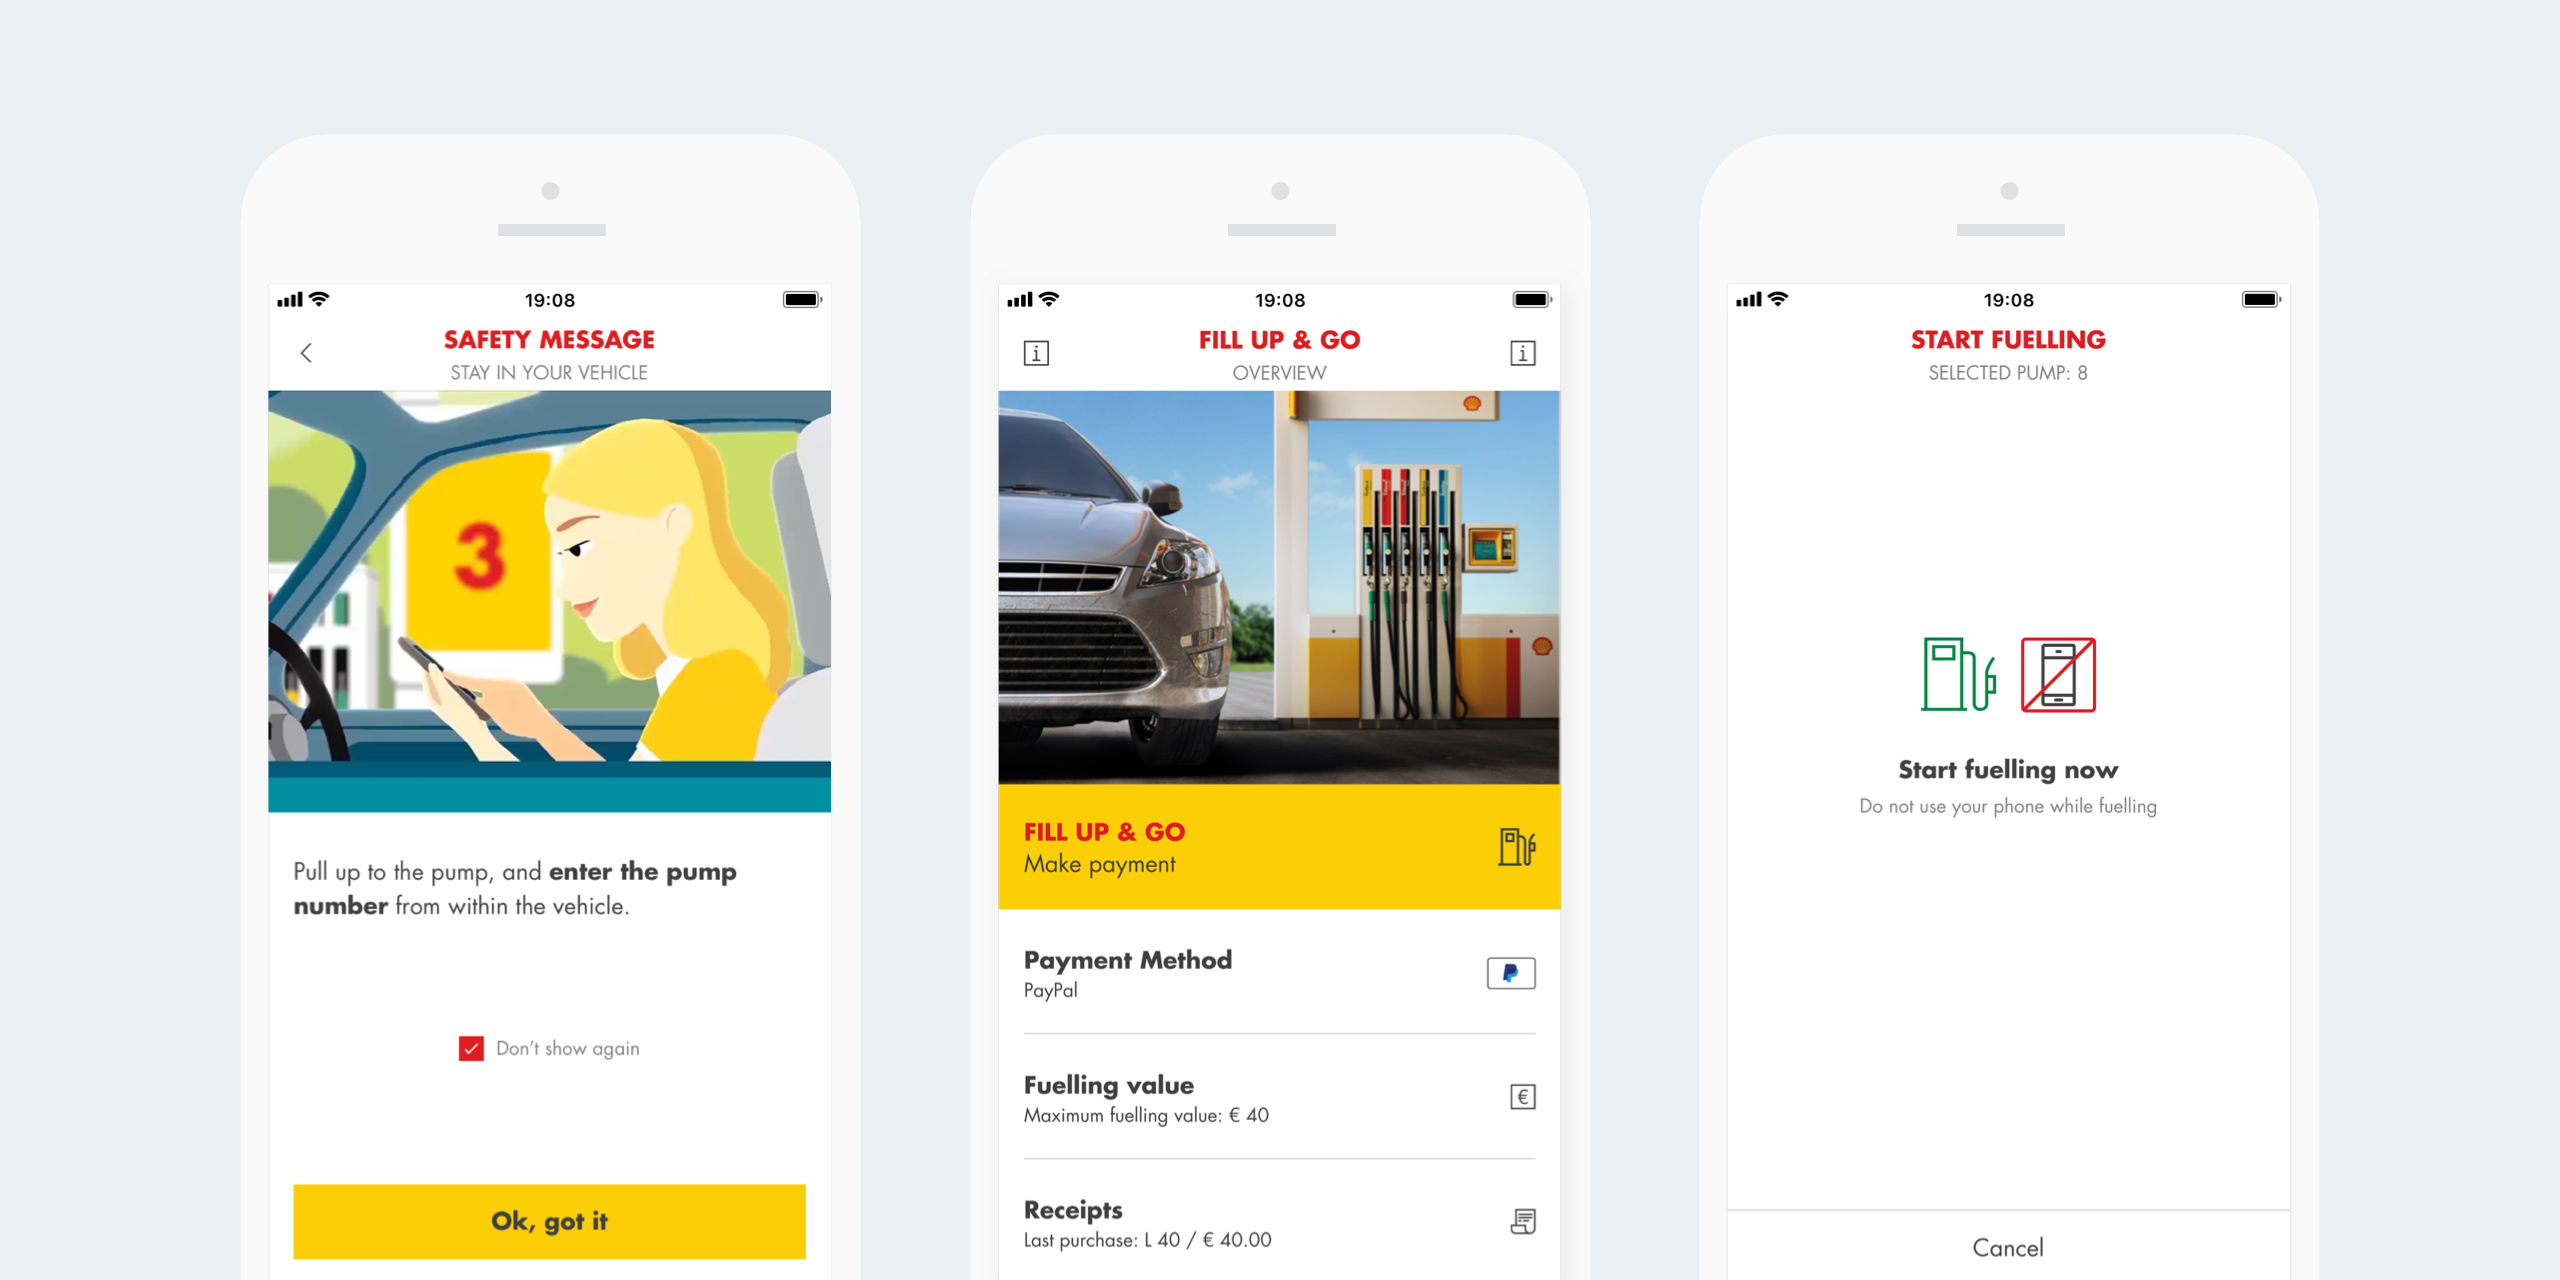 19:08
SAFETY MESSAGE
STAY IN YOUR VEHICLE
3
Pull up to the pump, and enter the pump
number from within the vehicle.
Don't show again
Ok, got it
19:08
FILL UP & GO
OVERVIEW
FILL UP & GO
Make payment
Payment Method
PayPal
Fuelling value
Maximum fuelling value: € 40
€
Receipts
Last purchase: L 40 / € 40.00
19:08
START FUELLING
SELECTED PUMP: 8
Start fuelling now
Do not use your phone while fuelling
Cancel